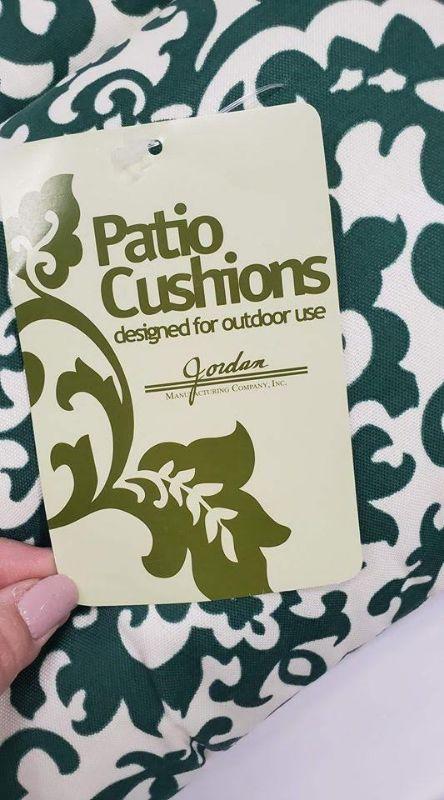 Patio
Cushions
designed for outdoor use
Jordan
MANUFACTURING COMPANY, INC.